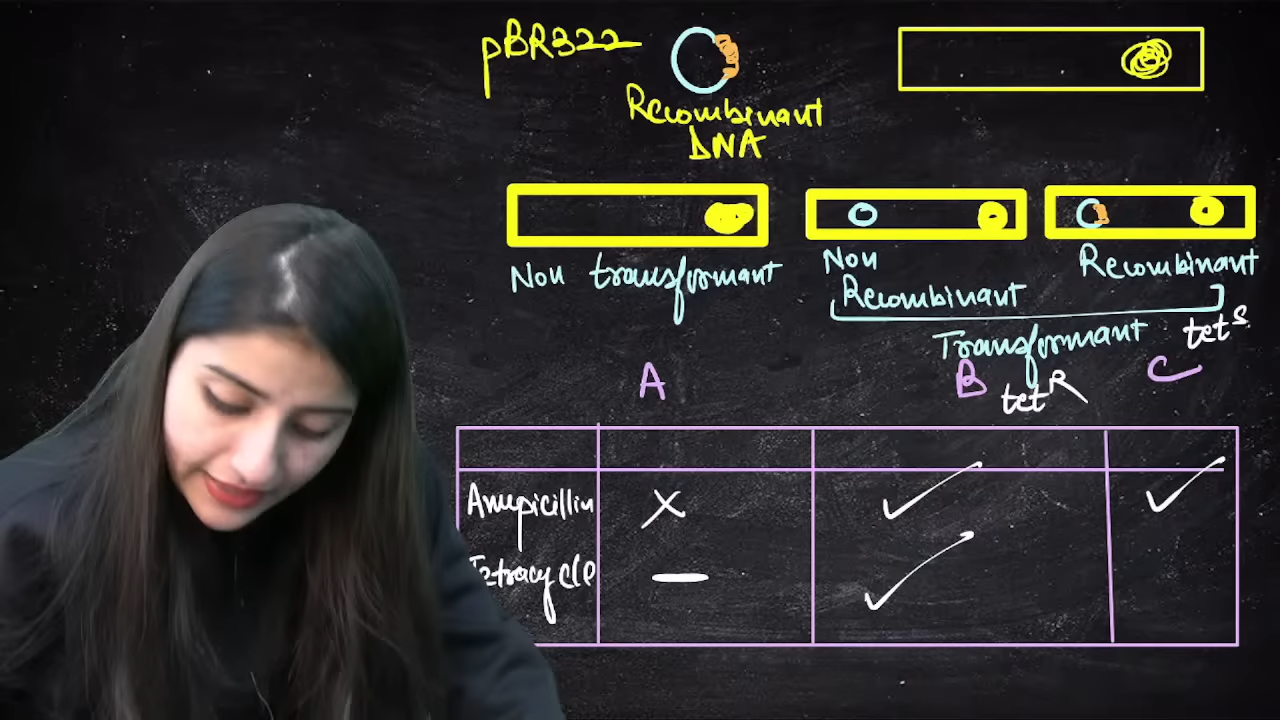 pBR322
Recombinant
DNA
Non transformant
Non
Recombinant
Recombinant
Transformant
tet^S
A
B
tet^R
C
Ampicillin
Tetracycle